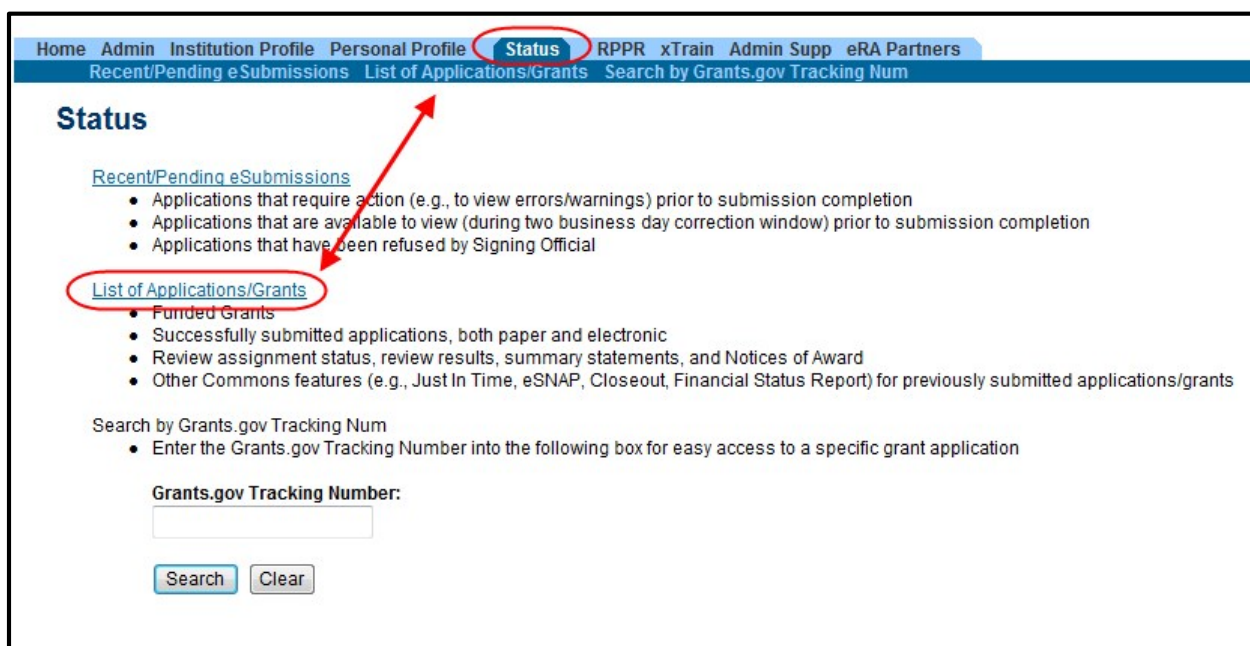 Home Admin Institution Profile Personal Profile Status RPPR xTrain Admin Supp eRA Partners
Recent/Pending eSubmissions List of Applications/Grants Search by Grants.gov Tracking Num
Status
Recent/Pending eSubmissions
• Applications that require action (e.g., to view errors/warnings) prior to submission completion
• Applications that are available to view (during two business day correction window) prior to submission completion
• Applications that have been refused by Signing Official
List of Applications/Grants
• Funded Grants
• Successfully submitted applications, both paper and electronic
• Review assignment status, review results, summary statements, and Notices of Award
• Other Commons features (e.g., Just In Time, eSNAP, Closeout, Financial Status Report) for previously submitted applications/grants
Search by Grants.gov Tracking Num
• Enter the Grants.gov Tracking Number into the following box for easy access to a specific grant application
Grants.gov Tracking Number:
Search Clear